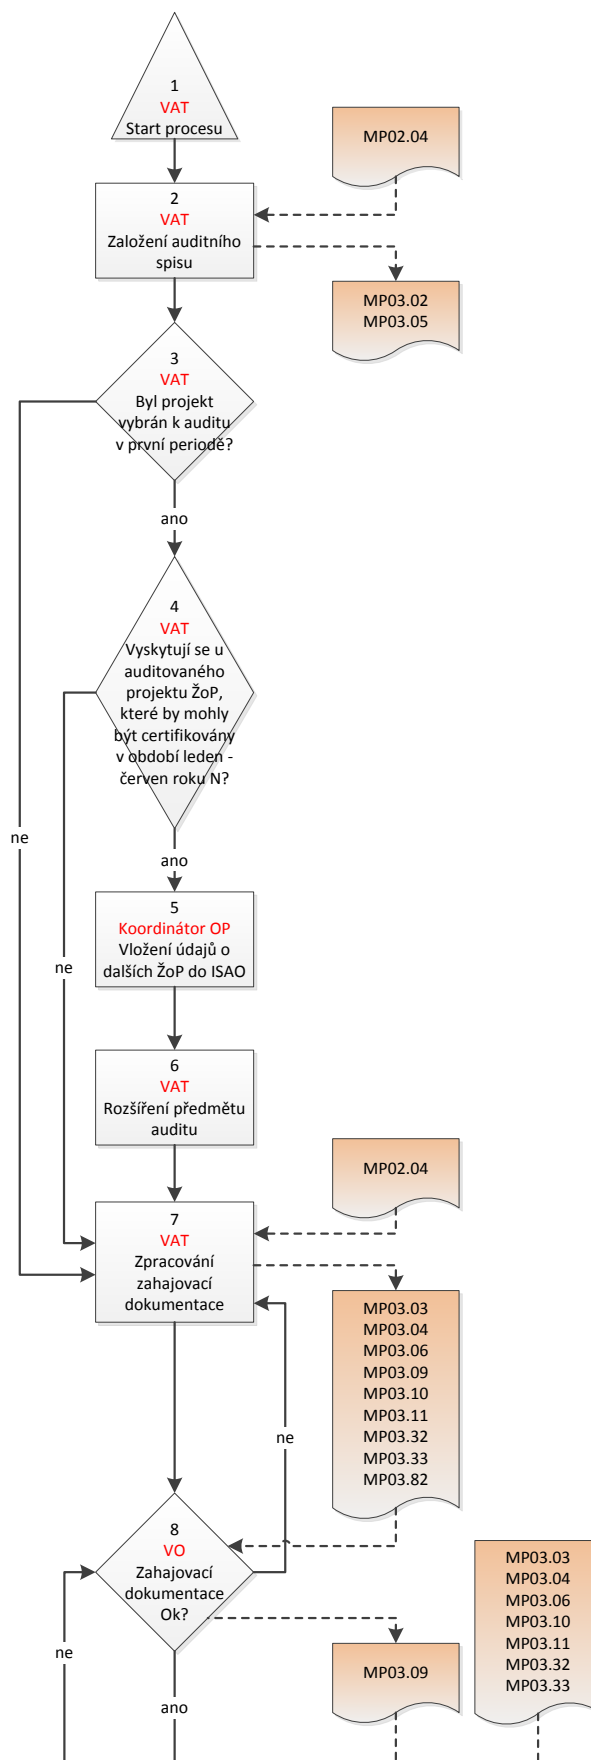 1
VAT
Start procesu
MP02.04
2
VAT
Založení auditního
spisu
MP03.02
MP03.05
3
VAT
Byl projekt
vybrán k auditu
v první periodě?
ano
4
VAT
Vyskytují se u
auditovaného
projektu ŽoP,
které by mohly
být certifikovány
v období leden -
červen roku N?
ne
ano
5
Koordinátor OP
Vložení údajů o
dalších ŽoP do ISAO
ne
6
VAT
Rozšíření předmětu
auditu
MP02.04
7
VAT
Zpracování
zahajovací
dokumentace
MP03.03
MP03.04
MP03.06
MP03.09
MP03.10
MP03.11
MP03.32
MP03.33
MP03.82
ne
8
VO
Zahajovací
dokumentace
Ok?
MP03.03
MP03.04
MP03.06
MP03.10
MP03.11
MP03.32
MP03.33
ne
MP03.09
ano